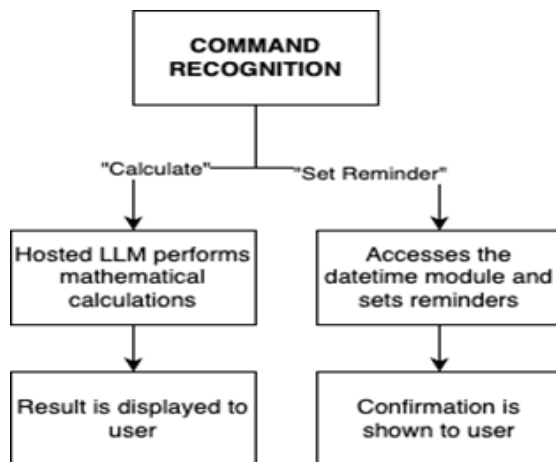 COMMAND
RECOGNITION
"Calculate"
"Set Reminder"
Hosted LLM performs
mathematical
calculations
Accesses the
datetime module and
sets reminders
Result is displayed to
user
Confirmation is
shown to user